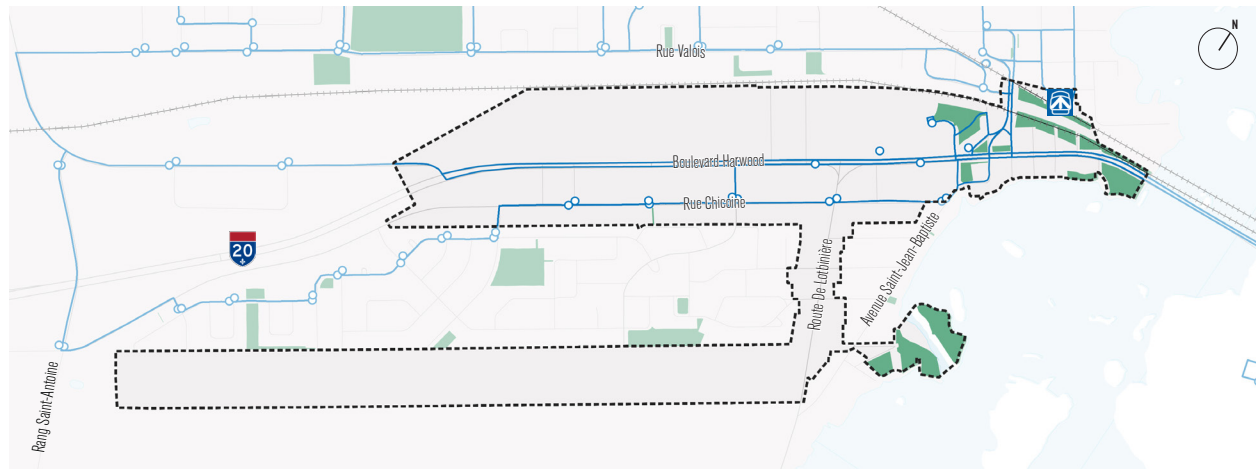 N
Rue Valois
Boulevard Harwood
Rue Chicoine
20
Route De Lotbinière
Avenue Saint-Jean-Baptiste
Rang Saint-Antoine